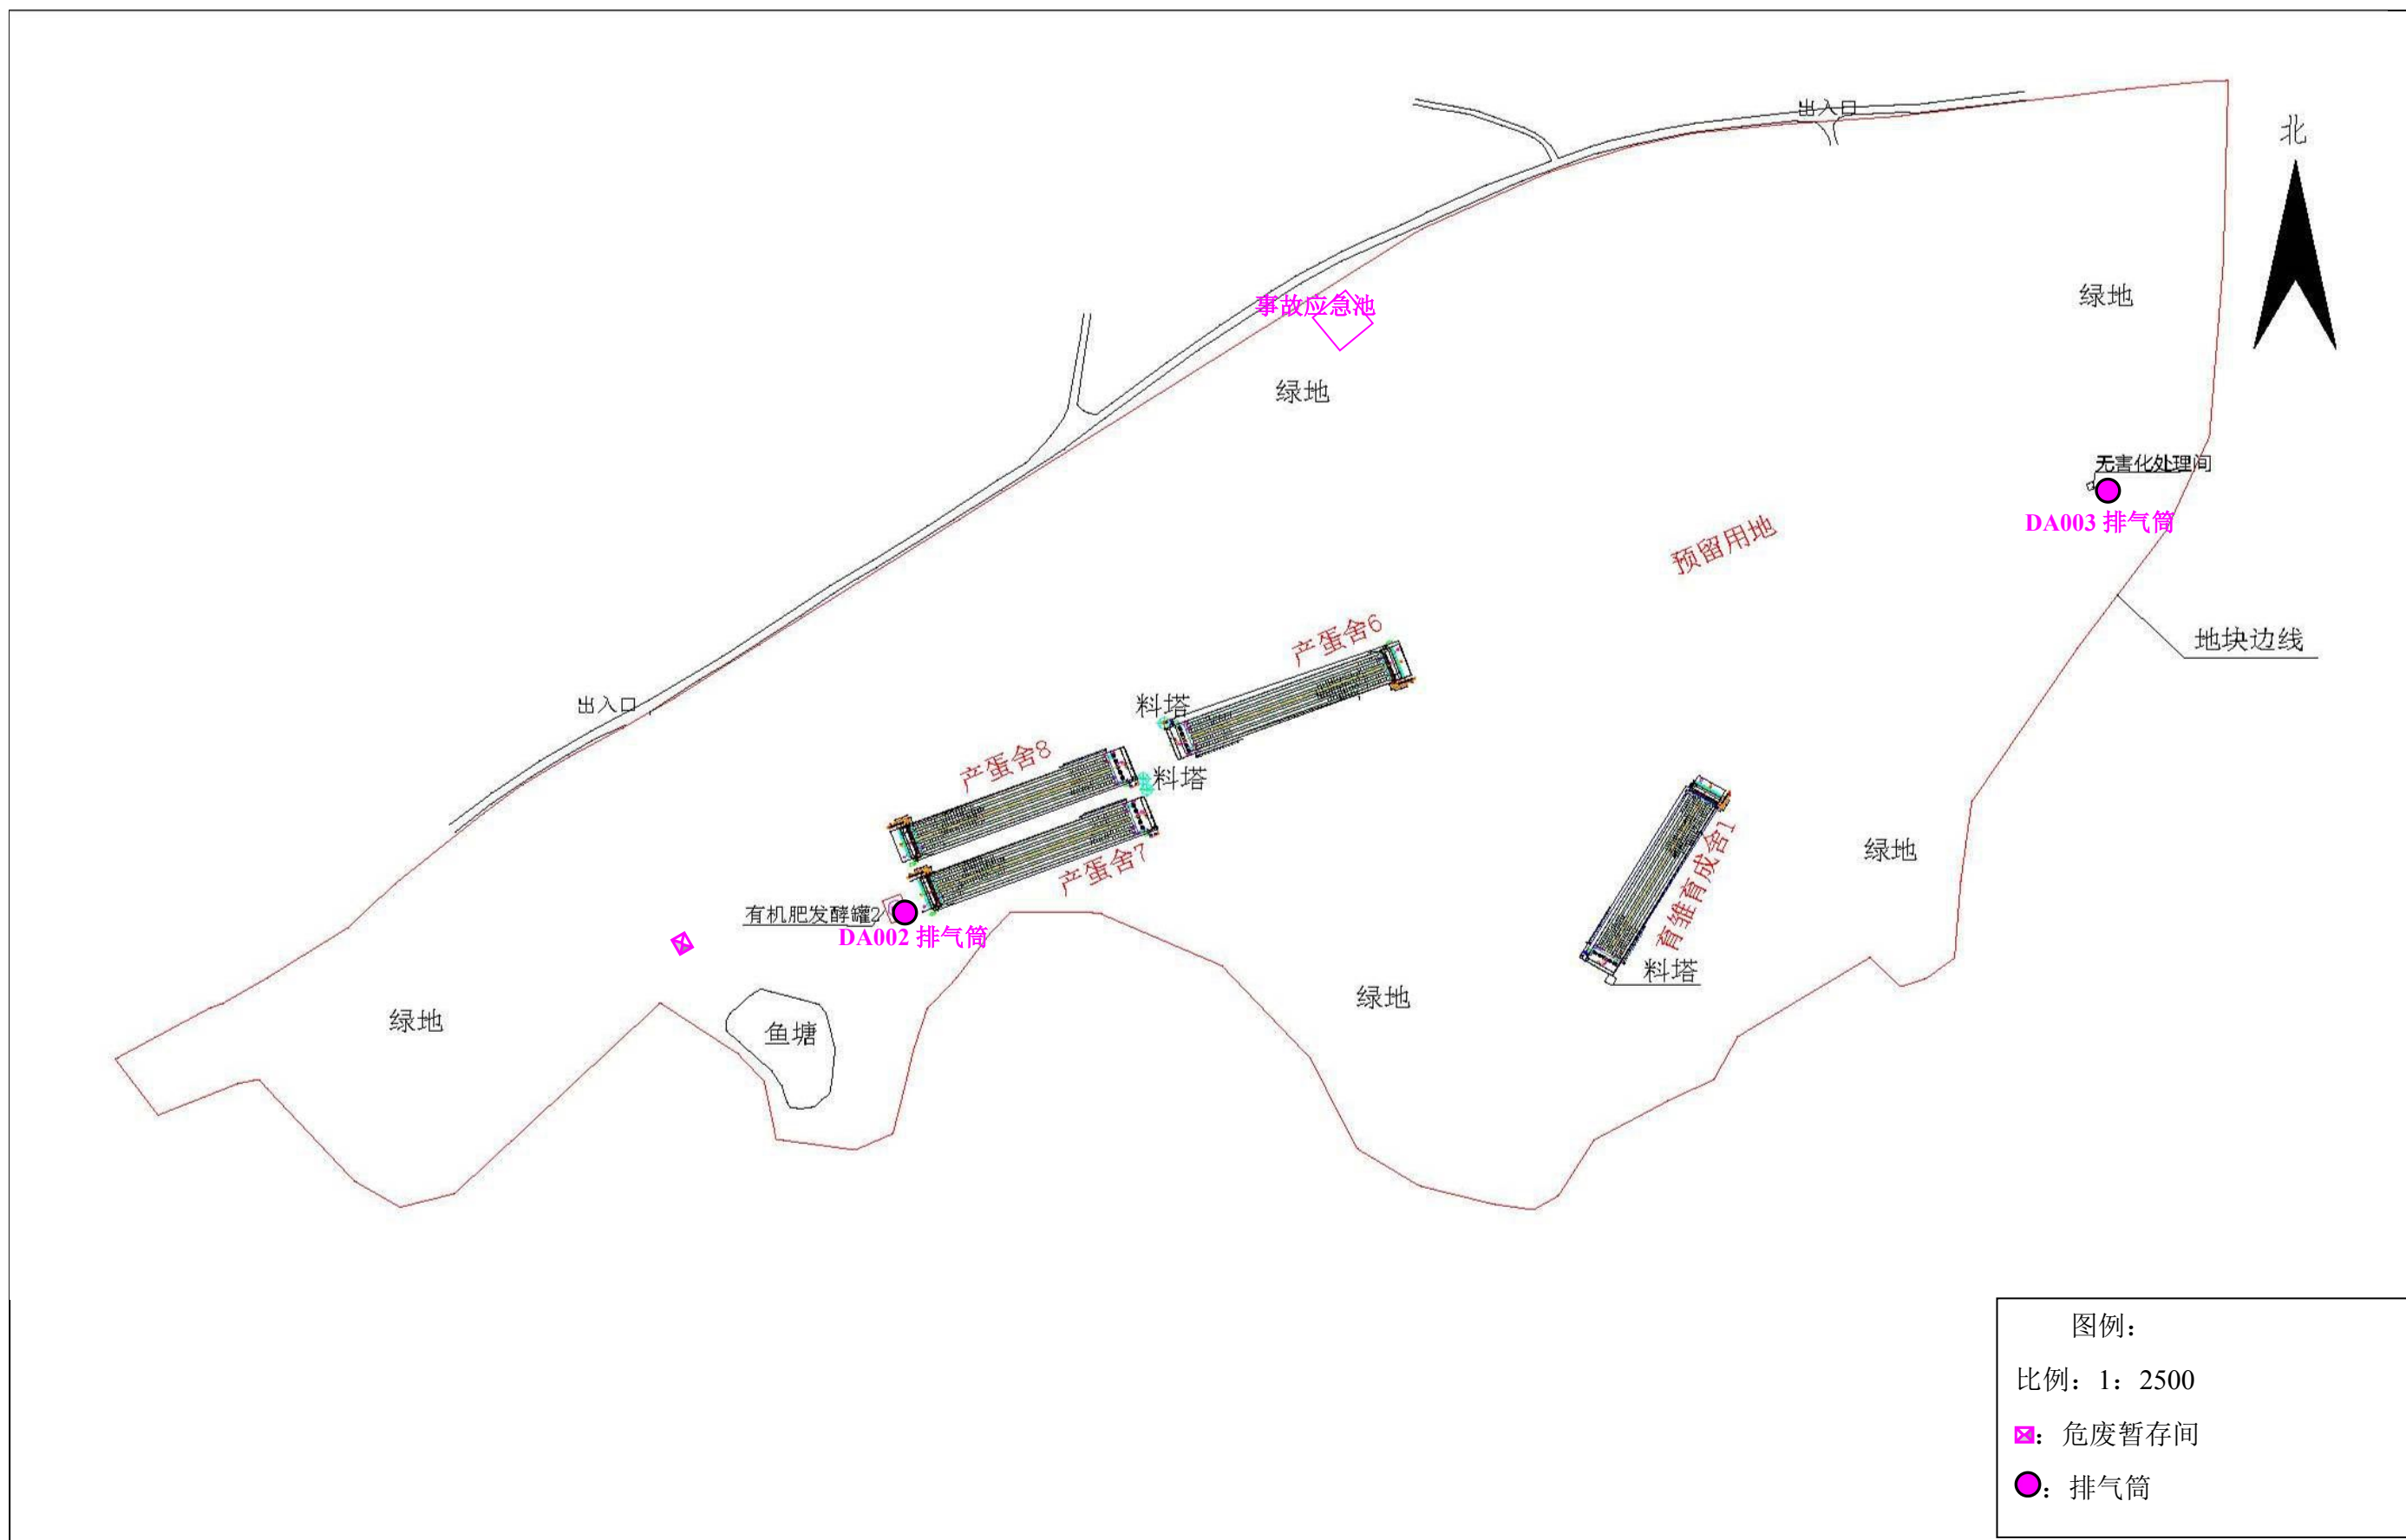 出入口
北
绿地
事故应急池
绿地
无害化处理间
DA003 排气筒
预留用地
地块边线
产蛋舍6
料塔
出入口
产蛋舍8
料塔
产蛋舍7
育雏育成舍1
绿地
有机肥发酵罐2
DA002 排气筒
料塔
绿地
绿地
鱼塘
图例：
比例：1：2500
：危废暂存间
：排气筒